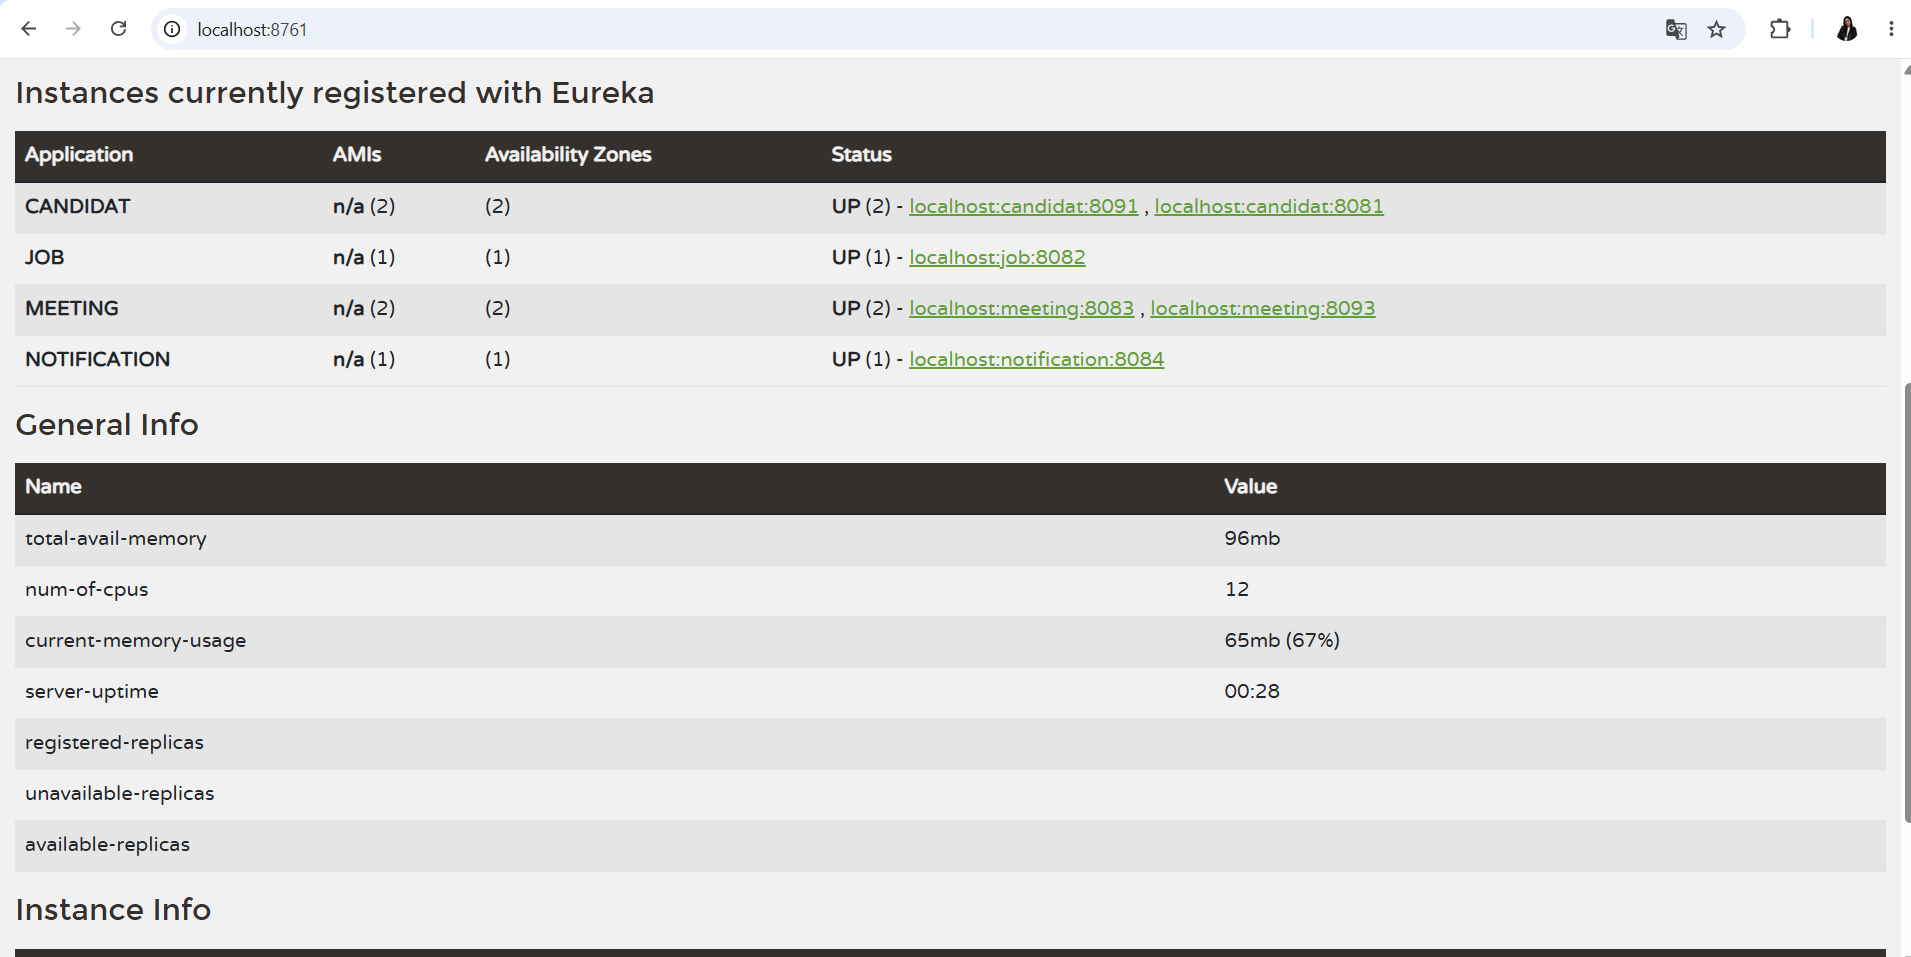 localhost:8761
Instances currently registered with Eureka
Application AMIs Availability Zones Status
CANDIDAT n/a (2) (2) UP (2) - localhost:candidat:8091 , localhost:candidat:8081
JOB n/a (1) (1) UP (1) - localhost:job:8082
MEETING n/a (2) (2) UP (2) - localhost:meeting:8083 , localhost:meeting:8093
NOTIFICATION n/a (1) (1) UP (1) - localhost:notification:8084
General Info
Name Value
total-avail-memory 96mb
num-of-cpus 12
current-memory-usage 65mb (67%)
server-uptime 00:28
registered-replicas
unavailable-replicas
available-replicas
Instance Info